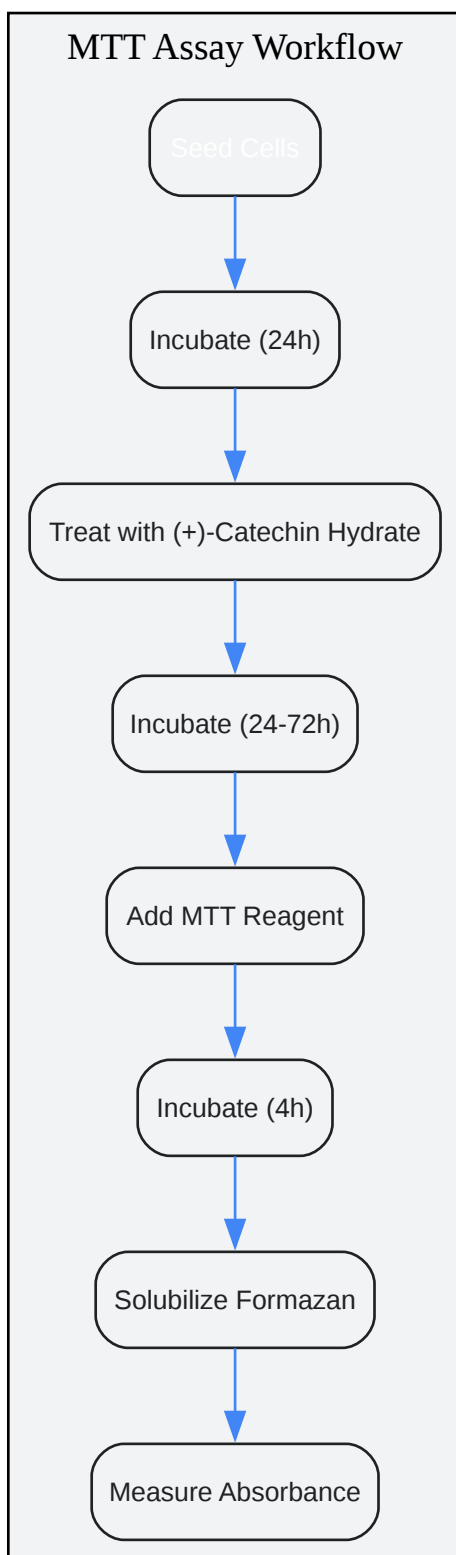 MTT Assay Workflow
Seed Cells
Incubate (24h)
Treat with (+)-Catechin Hydrate
Incubate (24-72h)
Add MTT Reagent
Incubate (4h)
Solubilize Formazan
Measure Absorbance